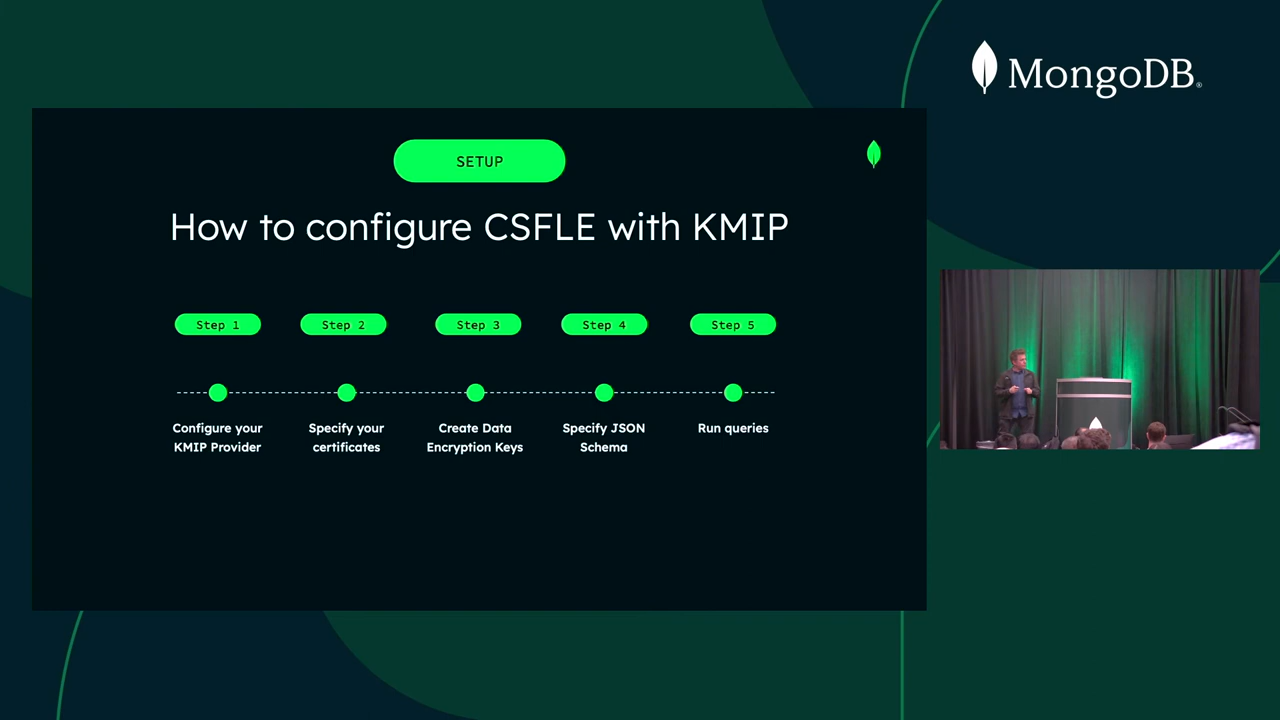 MongoDB®
SETUP
How to configure CSFLE with KMIP
Step 1
Step 2
Step 3
Step 4
Step 5
Configure your
KMIP Provider
Specify your
certificates
Create Data
Encryption Keys
Specify JSON
Schema
Run queries